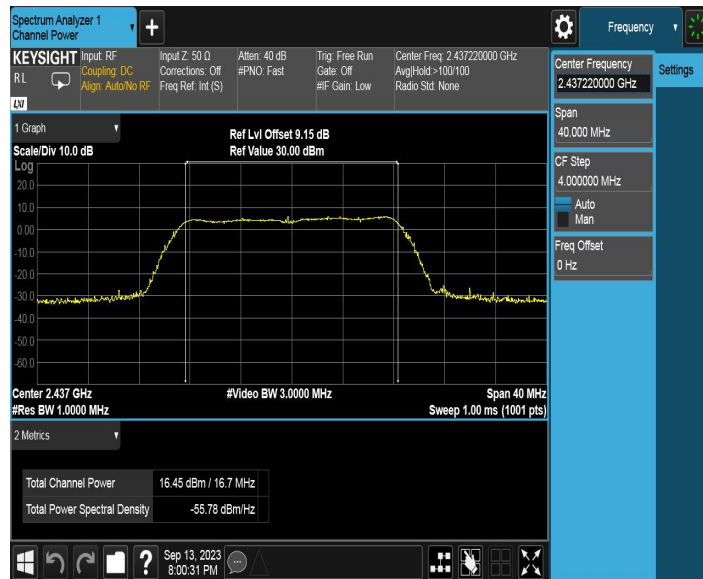 Spectrum Analyzer 1
Channel Power
+
Frequency
KEYSIGHT
RL
LXI
Input: RF
Coupling: DC
Align: Auto/No RF
Input Z: 50 Ω
Corrections: Off
Freq Ref: Int (S)
Atten: 40 dB
#PNO: Fast
Trig: Free Run
Gate: Off
#IF Gain: Low
Center Freq: 2.437220000 GHz
Avg|Hold:>100/100
Radio Std: None
Center Frequency
2.437220000 GHz
Settings
Span
40.000 MHz
CF Step
4.000000 MHz
Auto
Man
Freq Offset
0 Hz
1 Graph
Scale/Div 10.0 dB
Ref Lvl Offset 9.15 dB
Ref Value 30.00 dBm
Log
20.0
10.0
0.00
-10.0
-20.0
-30.0
-40.0
-50.0
-60.0
Center 2.437 GHz
#Video BW 3.0000 MHz
Span 40 MHz
#Res BW 1.0000 MHz
Sweep 1.00 ms (1001 pts)
2 Metrics
Total Channel Power 16.45 dBm / 16.7 MHz
Total Power Spectral Density -55.78 dBm/Hz
?
Sep 13, 2023
8:00:31 PM